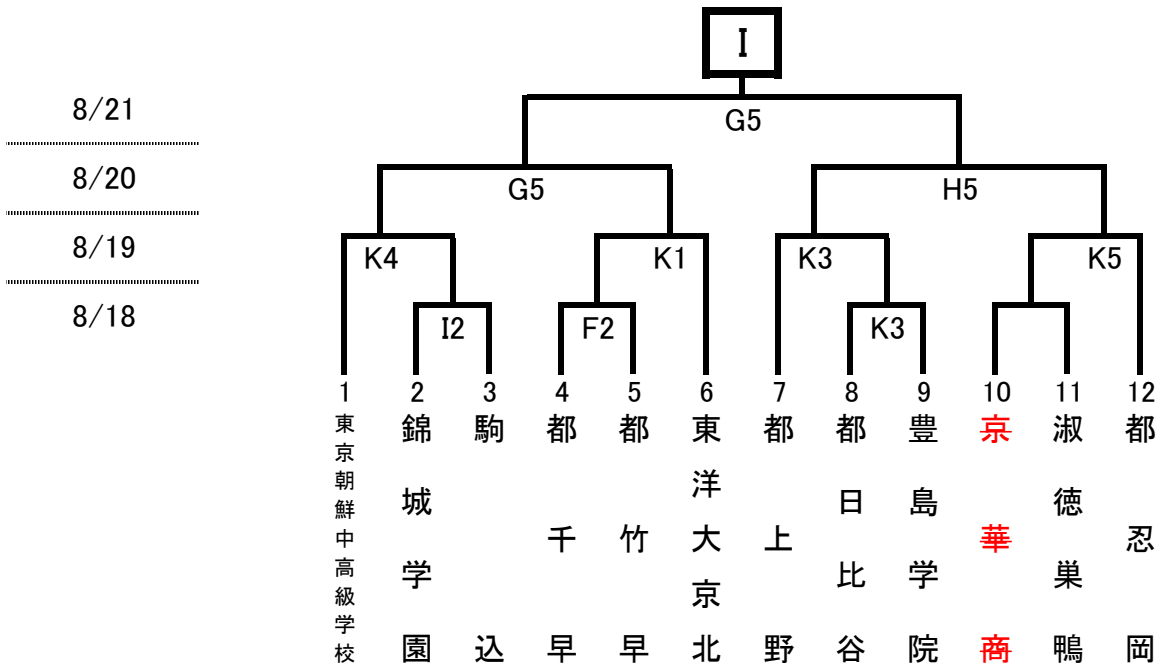 I
8/21
G5
8/20
G5
H5
8/19
K4
K1
K3
K5
8/18
I2
F2
K3
1 2 3 4 5 6 7 8 9 10 11 12
東京朝鮮中高級学校
錦城学園
駒込
都千早
都竹早
東洋大京北
都上野
都日比谷
豊島学院
京華商
淑徳巣鴨
都忍岡